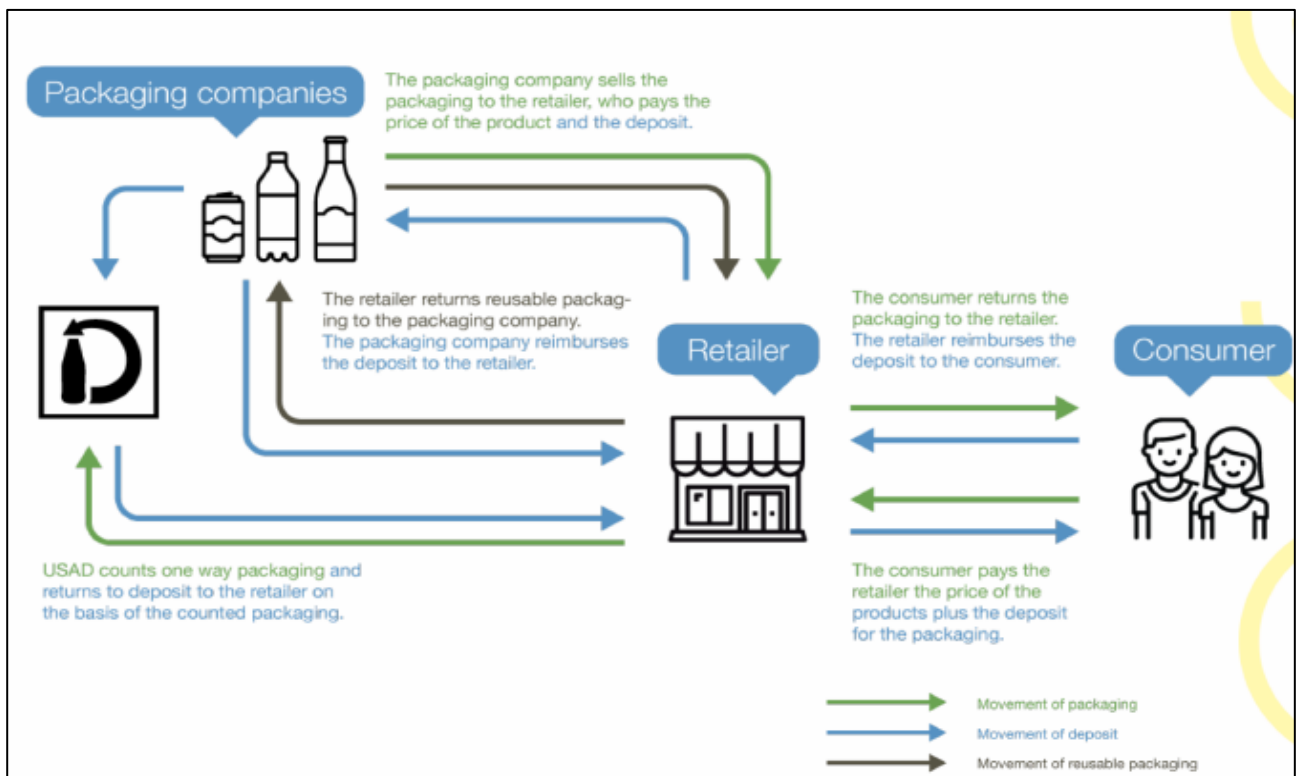 Packaging companies
The packaging company sells the
packaging to the retailer, who pays the
price of the product and the deposit.
The retailer returns reusable packag-
ing to the packaging company.
The packaging company reimburses
the deposit to the retailer.
Retailer
The consumer returns the
packaging to the retailer.
The retailer reimburses the
deposit to the consumer.
Consumer
USAD counts one way packaging and
returns to deposit to the retailer on
the basis of the counted packaging.
The consumer pays the
retailer the price of the
products plus the deposit
for the packaging.
Movement of packaging
Movement of deposit
Movement of reusable packaging